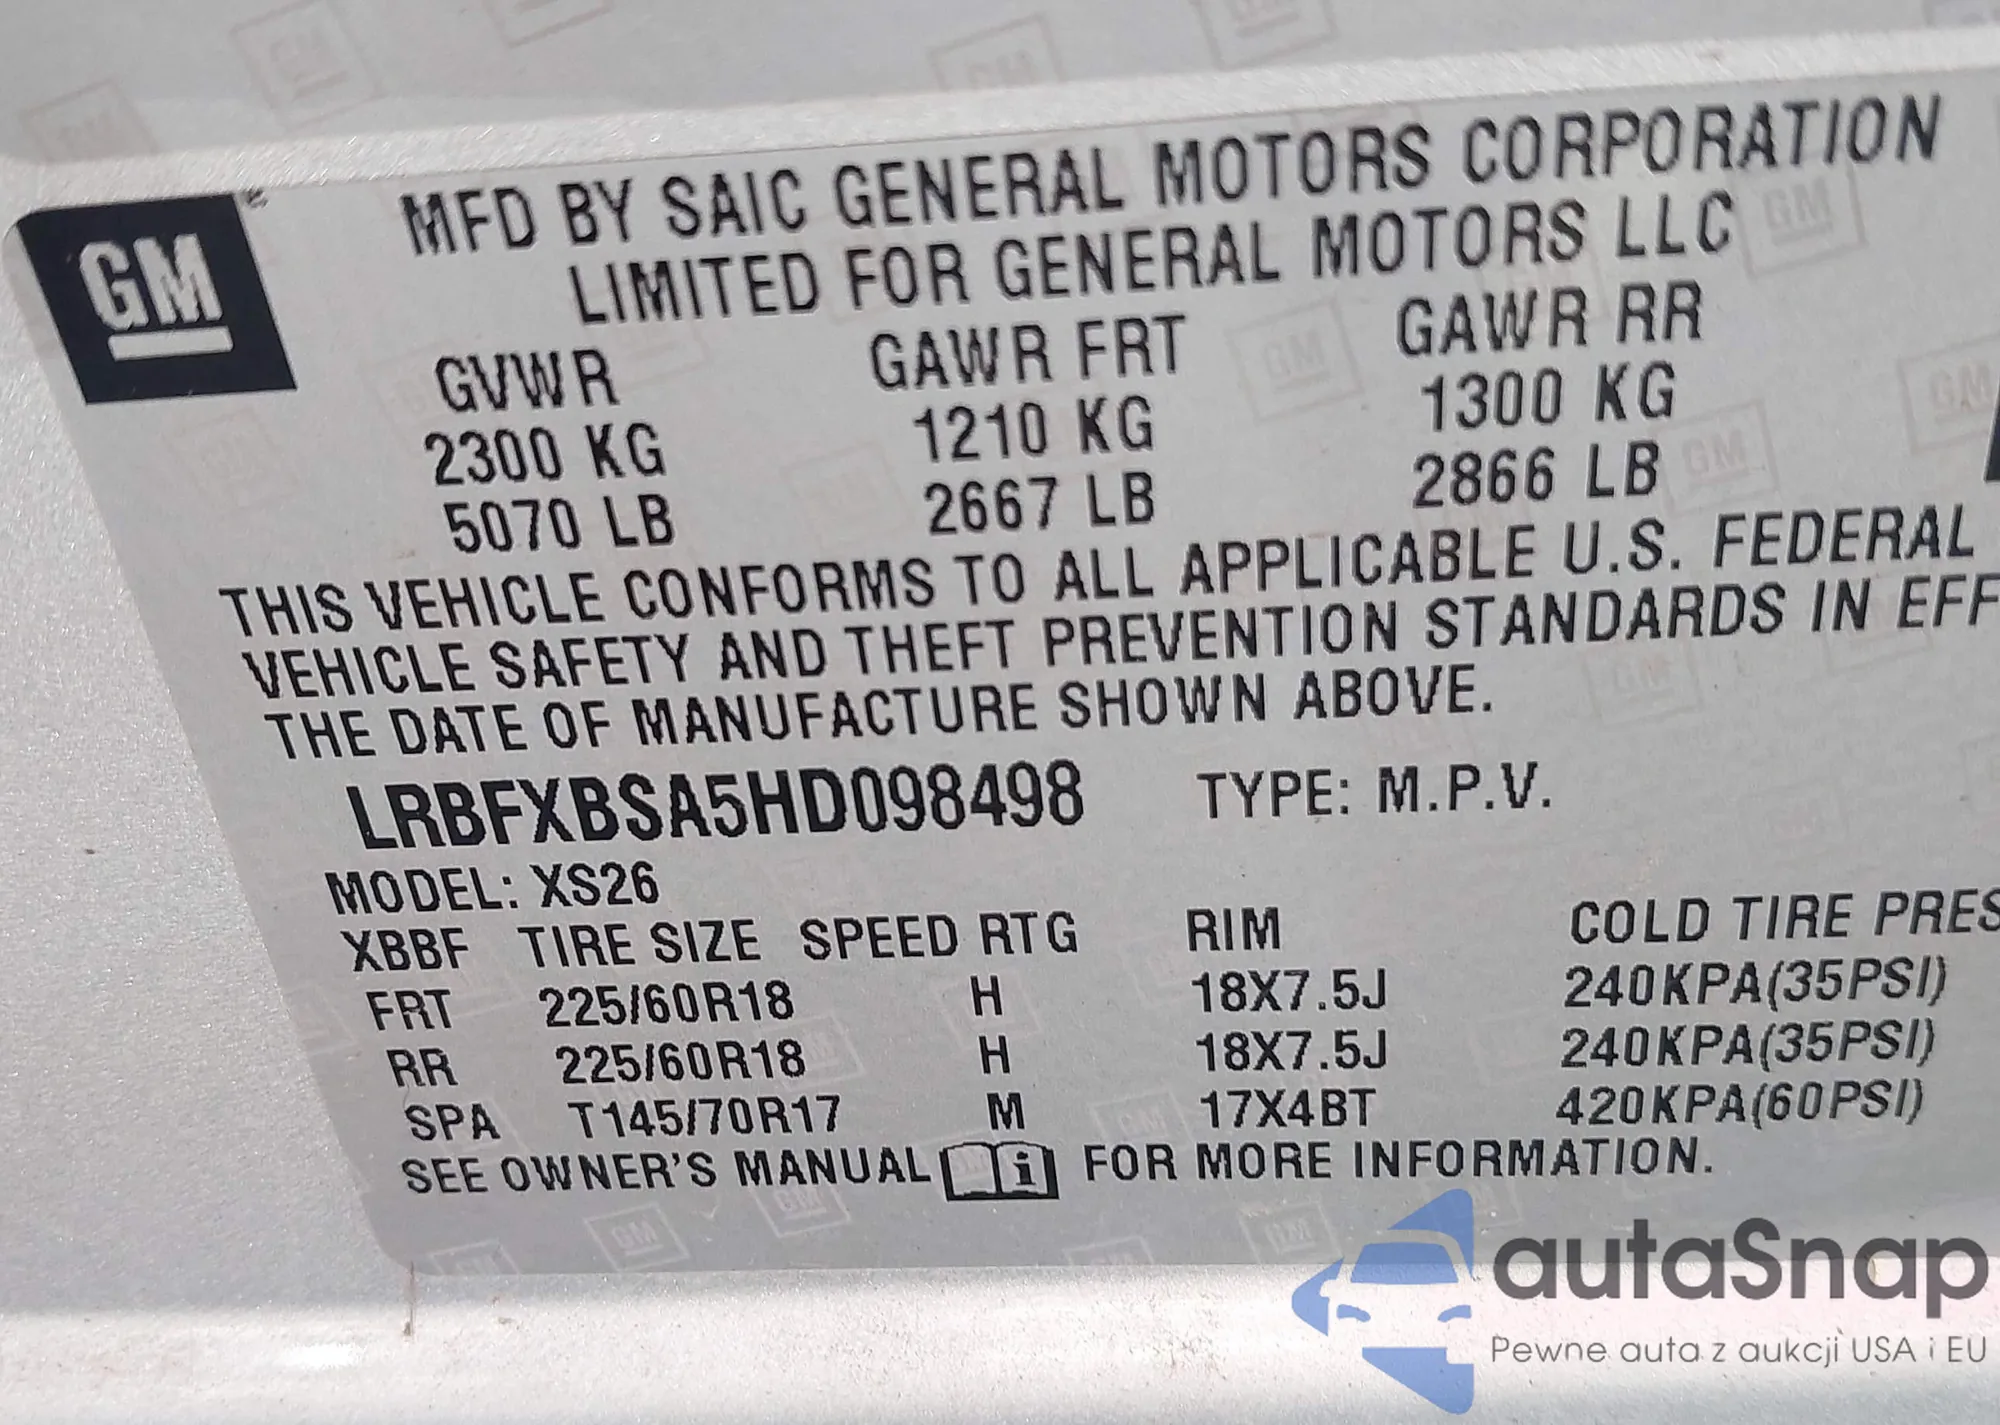 GM
MFD BY SAIC GENERAL MOTORS CORPORATION
LIMITED FOR GENERAL MOTORS LLC
GVWR GAWR FRT GAWR RR
2300 KG 1210 KG 1300 KG
5070 LB 2667 LB 2866 LB
THIS VEHICLE CONFORMS TO ALL APPLICABLE U.S. FEDERAL
VEHICLE SAFETY AND THEFT PREVENTION STANDARDS IN EFF
THE DATE OF MANUFACTURE SHOWN ABOVE.
LRBFXBSA5HD098498 TYPE: M.P.V.
MODEL: XS26
XBBF TIRE SIZE SPEED RTG RIM COLD TIRE PRES
FRT 225/60R18 H 18X7.5J 240KPA(35PSI)
RR 225/60R18 H 18X7.5J 240KPA(35PSI)
SPA T145/70R17 M 17X4BT 420KPA(60PSI)
SEE OWNER'S MANUAL i FOR MORE INFORMATION.
autaSnap
Pewne auta z aukcji USA i EU